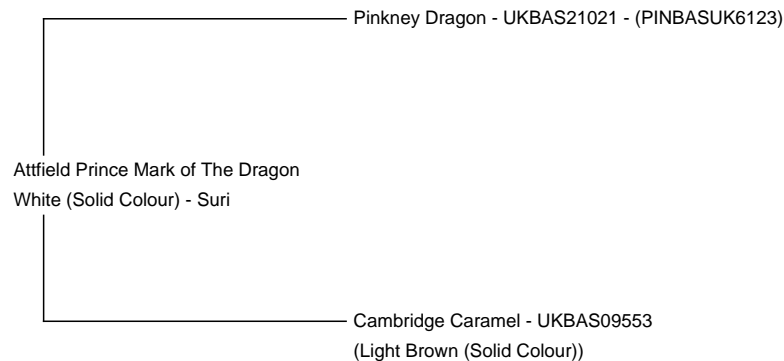 Pinkney Dragon - UKBAS21021 - (PINBASUK6123)
Attfield Prince Mark of The Dragon
White (Solid Colour) - Suri
Cambridge Caramel - UKBAS09553
(Light Brown (Solid Colour))